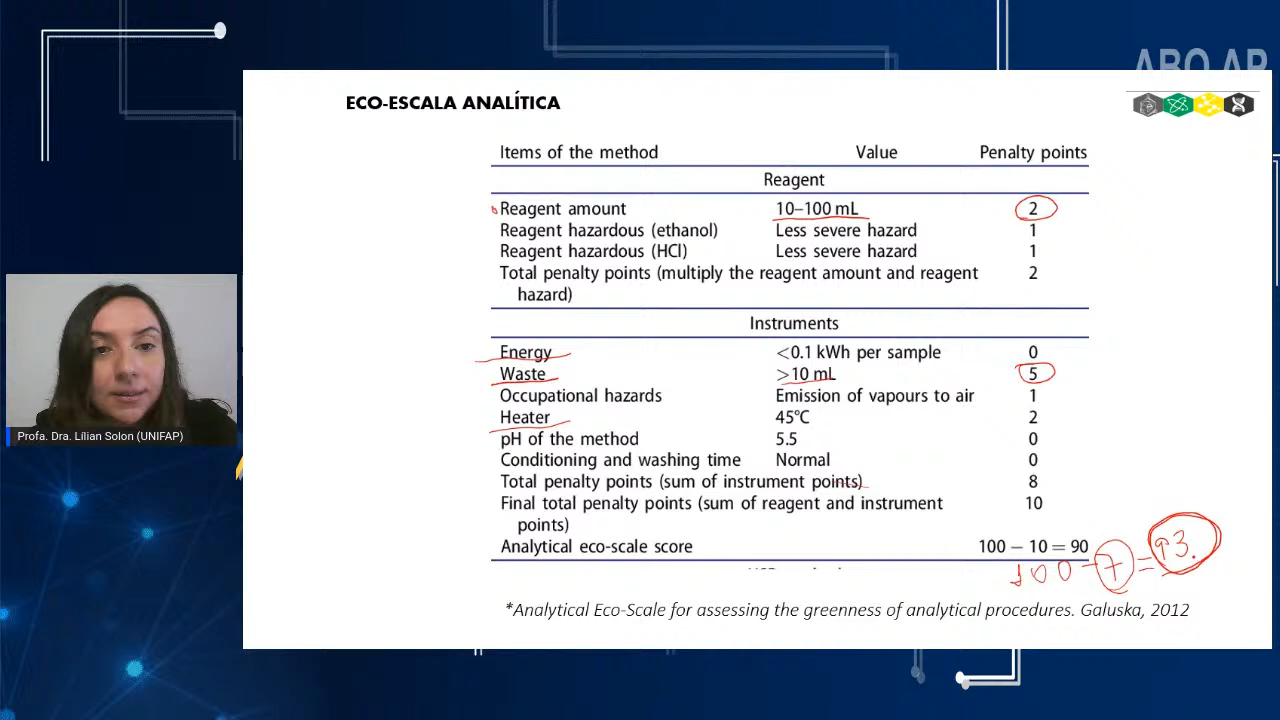 ABQ AP
ECO-ESCALA ANALÍTICA
Items of the method Value Penalty points
Reagent
Reagent amount 10–100 mL 2
Reagent hazardous (ethanol) Less severe hazard 1
Reagent hazardous (HCl) Less severe hazard 1
Total penalty points (multiply the reagent amount and reagent 2
hazard)
Instruments
Energy <0.1 kWh per sample 0
Waste >10 mL 5
Occupational hazards Emission of vapours to air 1
Heater 45°C 2
pH of the method 5.5 0
Conditioning and washing time Normal 0
Total penalty points (sum of instrument points) 8
Final total penalty points (sum of reagent and instrument 10
points)
Analytical eco-scale score 100 − 10 = 90
100 - 7 = 93.
*Analytical Eco-Scale for assessing the greenness of analytical procedures. Galuska, 2012
Profa. Dra. Lílian Solon (UNIFAP)